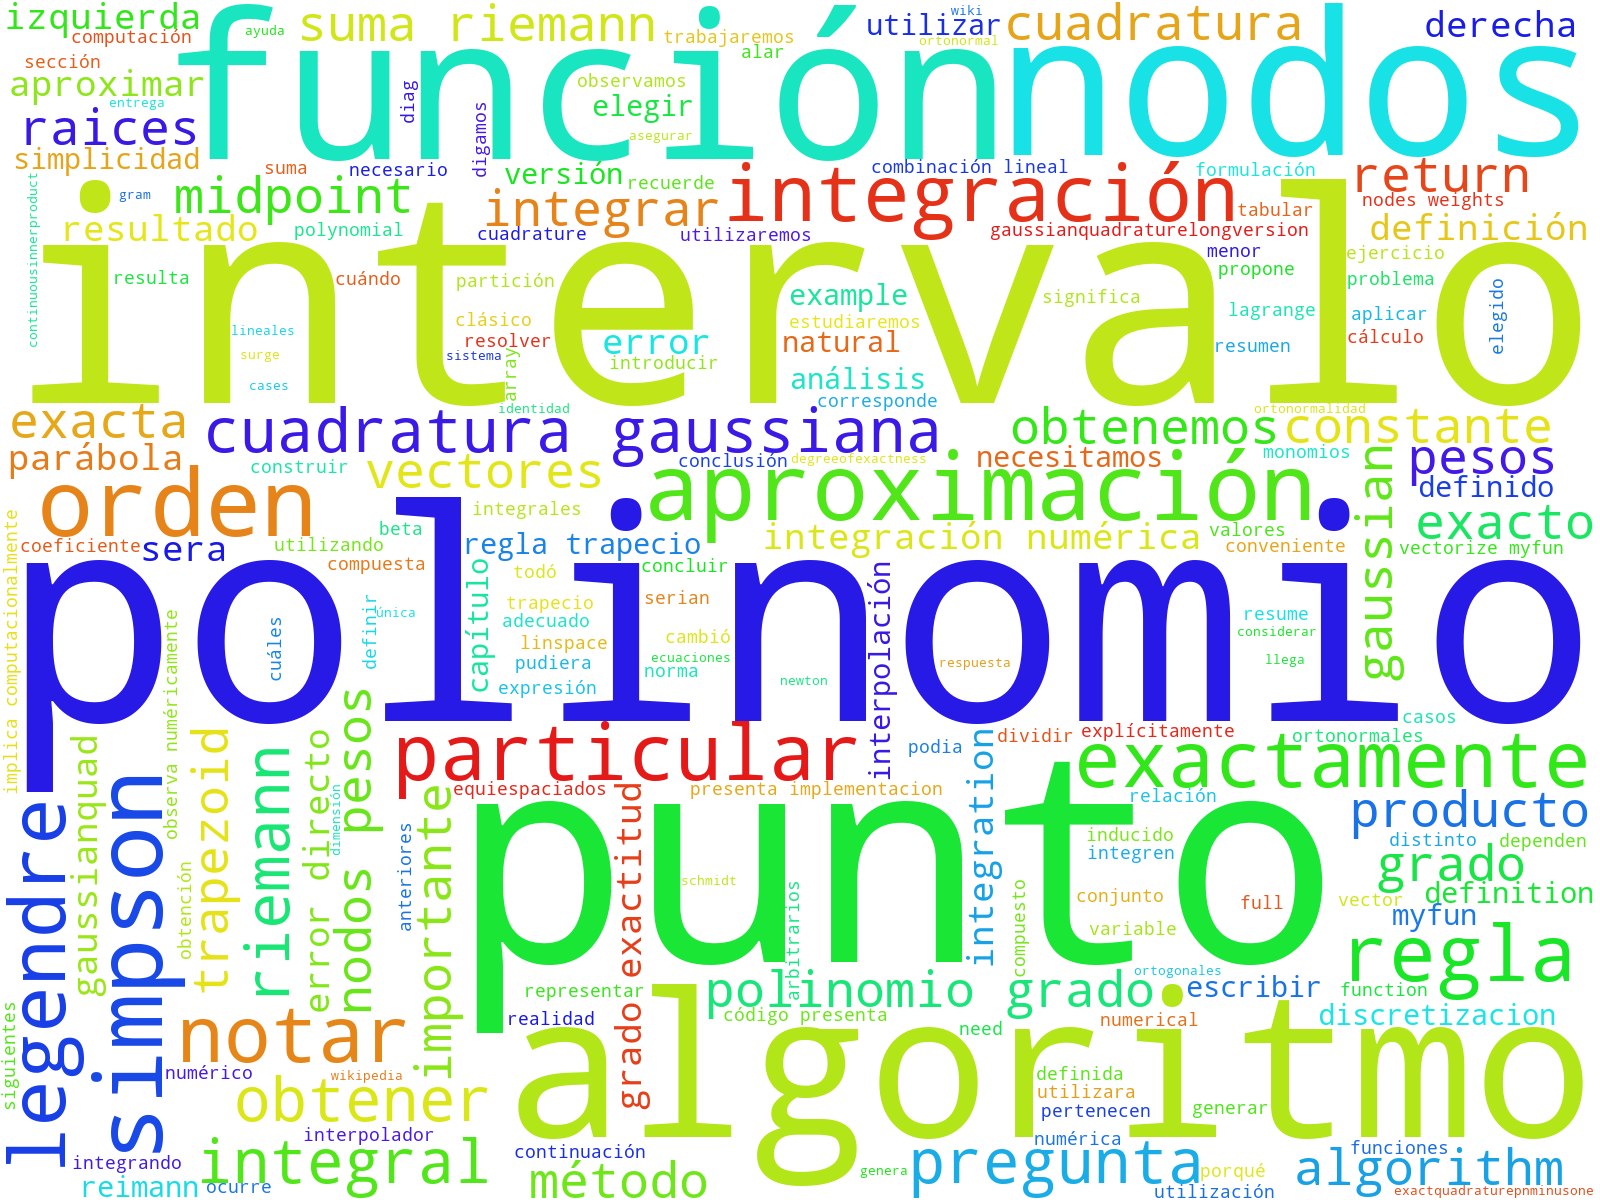 izquierda
ayuda
suma riemann
wiki
utilizar
cuadratura
derecha
computación
trabajaremos
ortonormal
alar
sección
función
nodos
aproximar
diag
observamos
entrega
elegir
digamos
raices
asegurar
simplicidad
suma
necesario
versión
combinación lineal
formulación
return
continuousinnerproduct
gram
midpoint
recuerde
integrar
integración
nodes weights
tabular
resultado
polynomial
cuadrature
utilizaremos
gaussianquadraturelongversion
definición
menor
ejercicio
intervalo
resulta
cuándo
partición
example
significa
propone
problema
elegido
lineales
clásico
estudiaremos
lagrange
aplicar
surge
resolver
error
natural
resumen
cálculo
sistema
introducir
cases
array
análisis
corresponde
exacta
identidad
cuadratura gaussiana
obtenemos
ortonormalidad
constante
parábola
construir
vectores
conclusión
degreeofexactness
necesitamos
monomios
pesos
orden
aproximación
definido
integrales
gaussian
beta
integración numérica
valores
exacto
coeficiente
sera
utilizando
regla trapecio
conveniente
vectorize myfun
implica computacionalmente
compuesta
todó
concluir
polinomio
capítulo
trapecio
serian
interpolación
única
definir
adecuado
resume
observa numéricamente
cuáles
linspace
cambió
considerar
pudiera
ecuaciones
respuesta
llega
expresión
norma
newton
casos
particular
podia
dividir
explícitamente
ortonormales
exactamente
gaussianquad
trapezoid
riemann
error directo
nodos pesos
equiespaciados
presenta implementacion
integration
relación
producto
legendre
simpson
dimensión
importante
grado exactitud
punto
inducido
distinto
dependen
anteriores
integren
grado
obtención
schmidt
arbitrarios
conjunto
full
vector
definition
compuesto
variable
myfun
regla
ortogonales
representar
polinomio grado
escribir
function
siguientes
notar
realidad
código presenta
need
numerical
discretizacion
numérico
wikipedia
algoritmo
definida
obtener
utilizara
pertenecen
generar
interpolador
numérica
integrando
integral
continuación
genera
pregunta
porqué
funciones
algorithm
reimann
ocurre
método
utilización
exactquadraturepnminusone